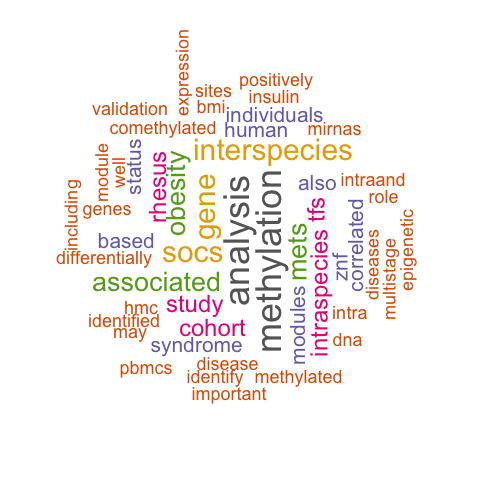 expression
sites
positively
insulin
validation
bmi
individuals
comethylated
human
mirnas
module
well
status
rhesus
obesity
interspecies
including
genes
gene
analysis
methylation
also
intraand
role
tfs
correlated
based
socs
mets
intraspecies
znf
diseases
multistage
epigenetic
differentially
associated
hmc
study
modules
intra
identified
may
cohort
dna
syndrome
pbmcs
disease
identify
methylated
important